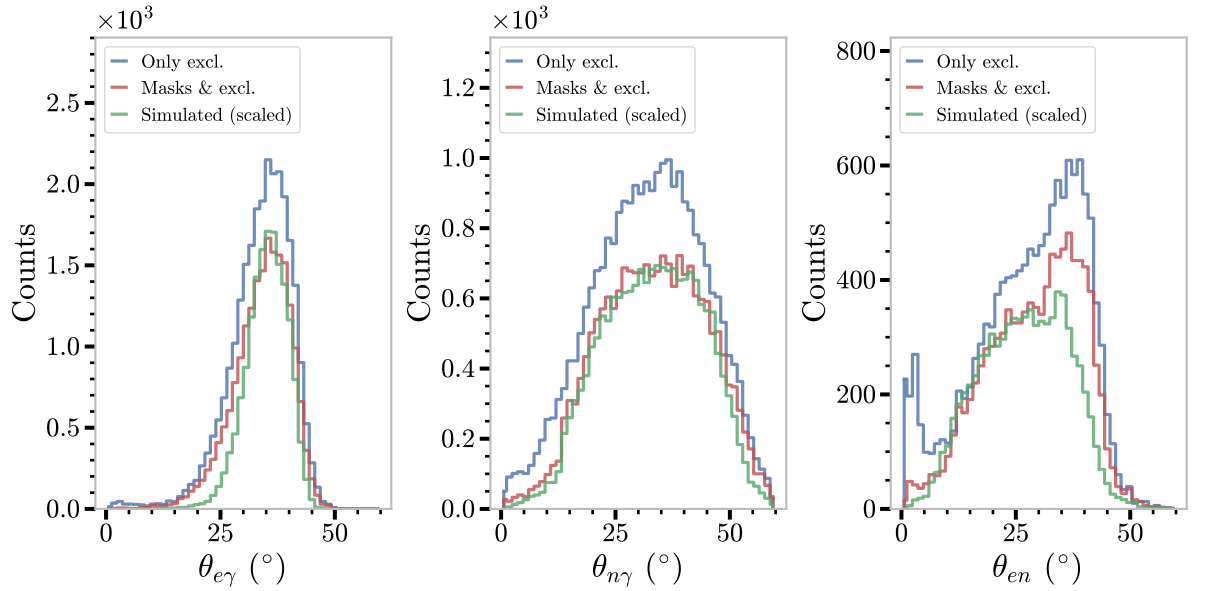 ×10³
Only excl.
Masks & excl.
Simulated (scaled)
2.5
2.0
1.5
1.0
0.5
0.0
0 25 50
Counts
θeγ (°)
×10³
Only excl.
Masks & excl.
Simulated (scaled)
1.2
1.0
0.8
0.6
0.4
0.2
0.0
0 25 50
Counts
θnγ (°)
Only excl.
Masks & excl.
Simulated (scaled)
800
600
400
200
0
0 25 50
Counts
θen (°)